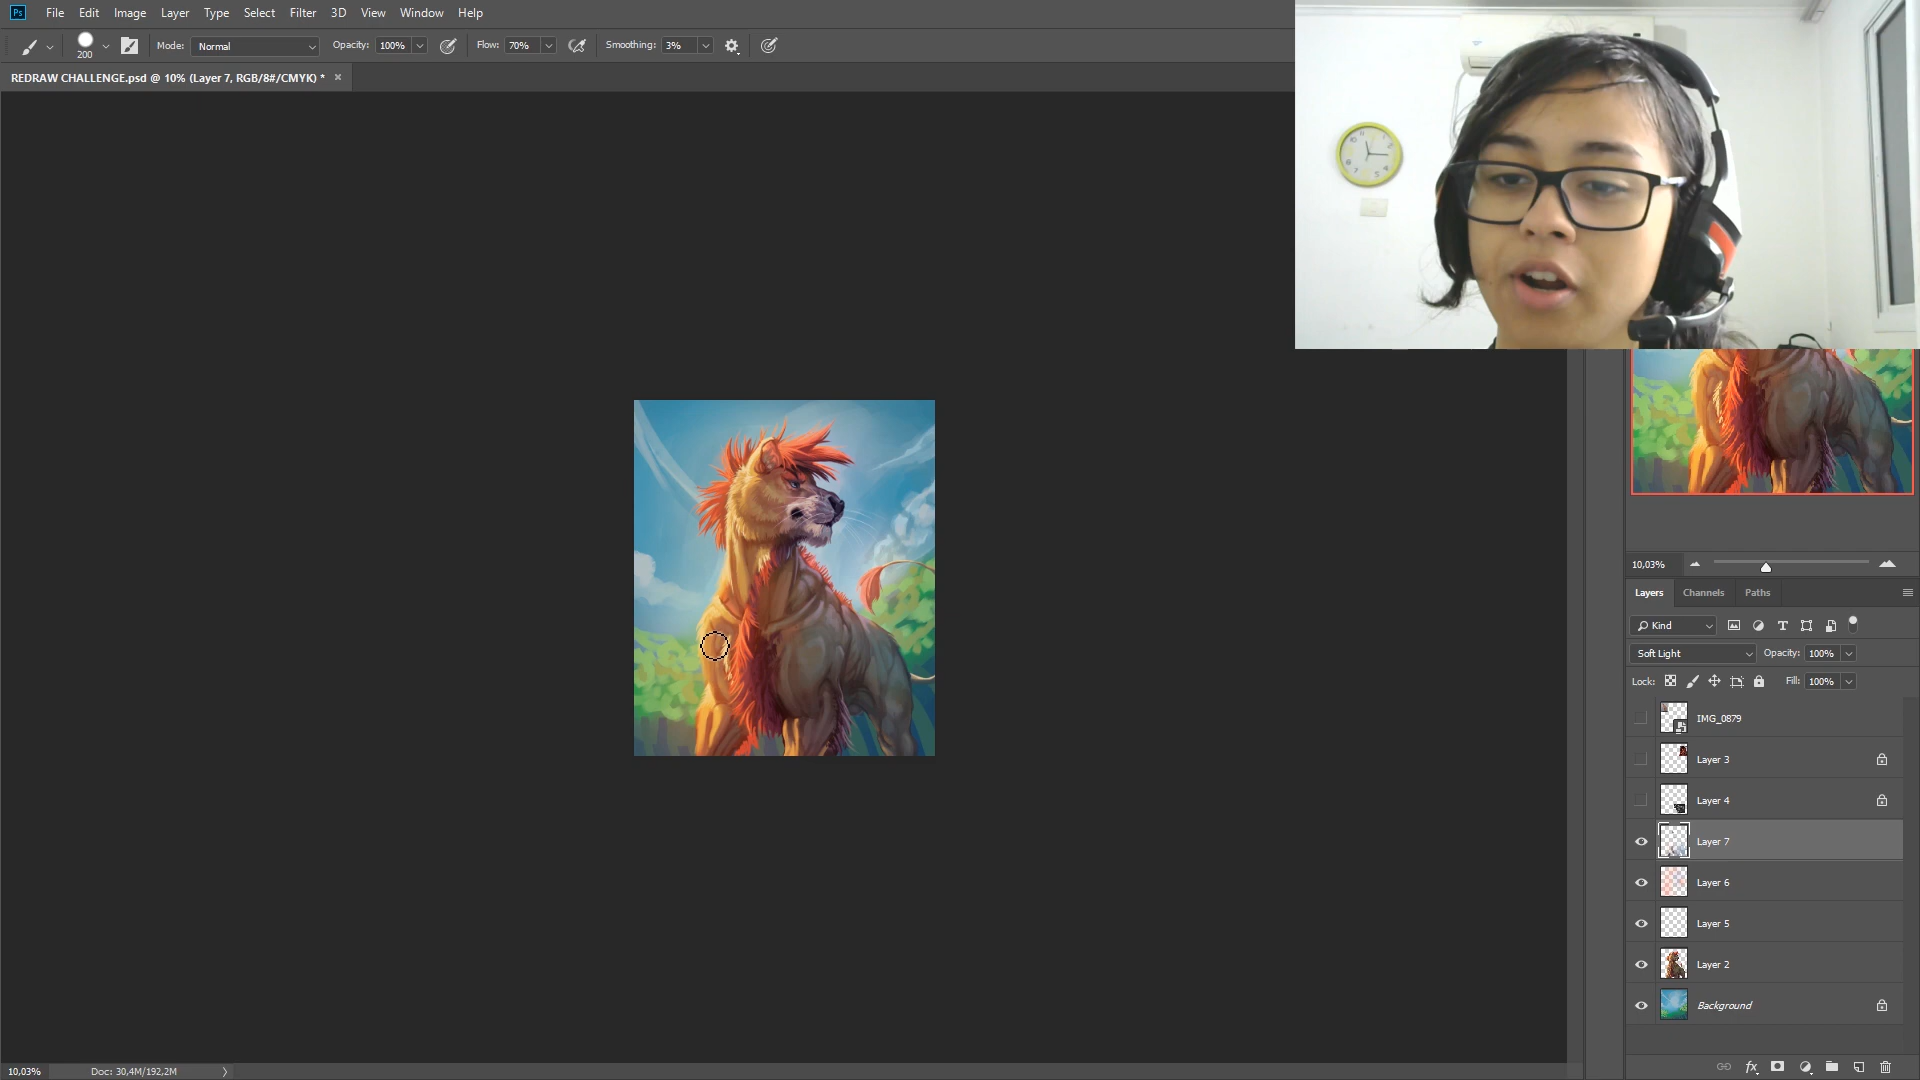 Ps File Edit Image Layer Type Select Filter 3D View Window Help
200 Mode: Normal Opacity: 100% Flow: 70% Smoothing: 3%
REDRAW CHALLENGE.psd @ 10% (Layer 7, RGB/8#/CMYK) * ×
10,03%
Layers Channels Paths
Kind
Soft Light Opacity: 100%
Lock: Fill: 100%
IMG_0879
Layer 3
Layer 4
Layer 7
Layer 6
Layer 5
Layer 2
Background
fx
10,03% Doc: 30,4M/192,2M